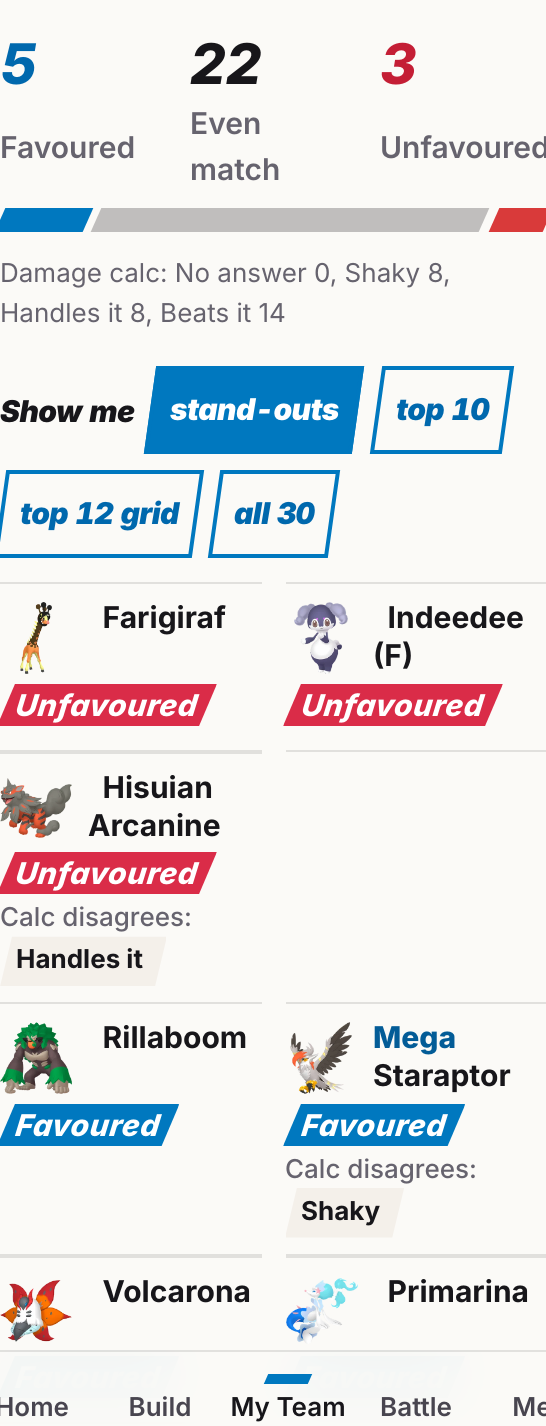 5 22 3
Favoured Even match Unfavoured
Damage calc: No answer 0, Shaky 8,
Handles it 8, Beats it 14
Show me stand-outs top 10
top 12 grid all 30
Farigiraf
Unfavoured
Indeedee
(F)
Unfavoured
Hisuian
Arcanine
Unfavoured
Calc disagrees:
Handles it
Rillaboom
Favoured
Mega
Staraptor
Favoured
Calc disagrees:
Shaky
Volcarona Primarina
Home Build My Team Battle Me